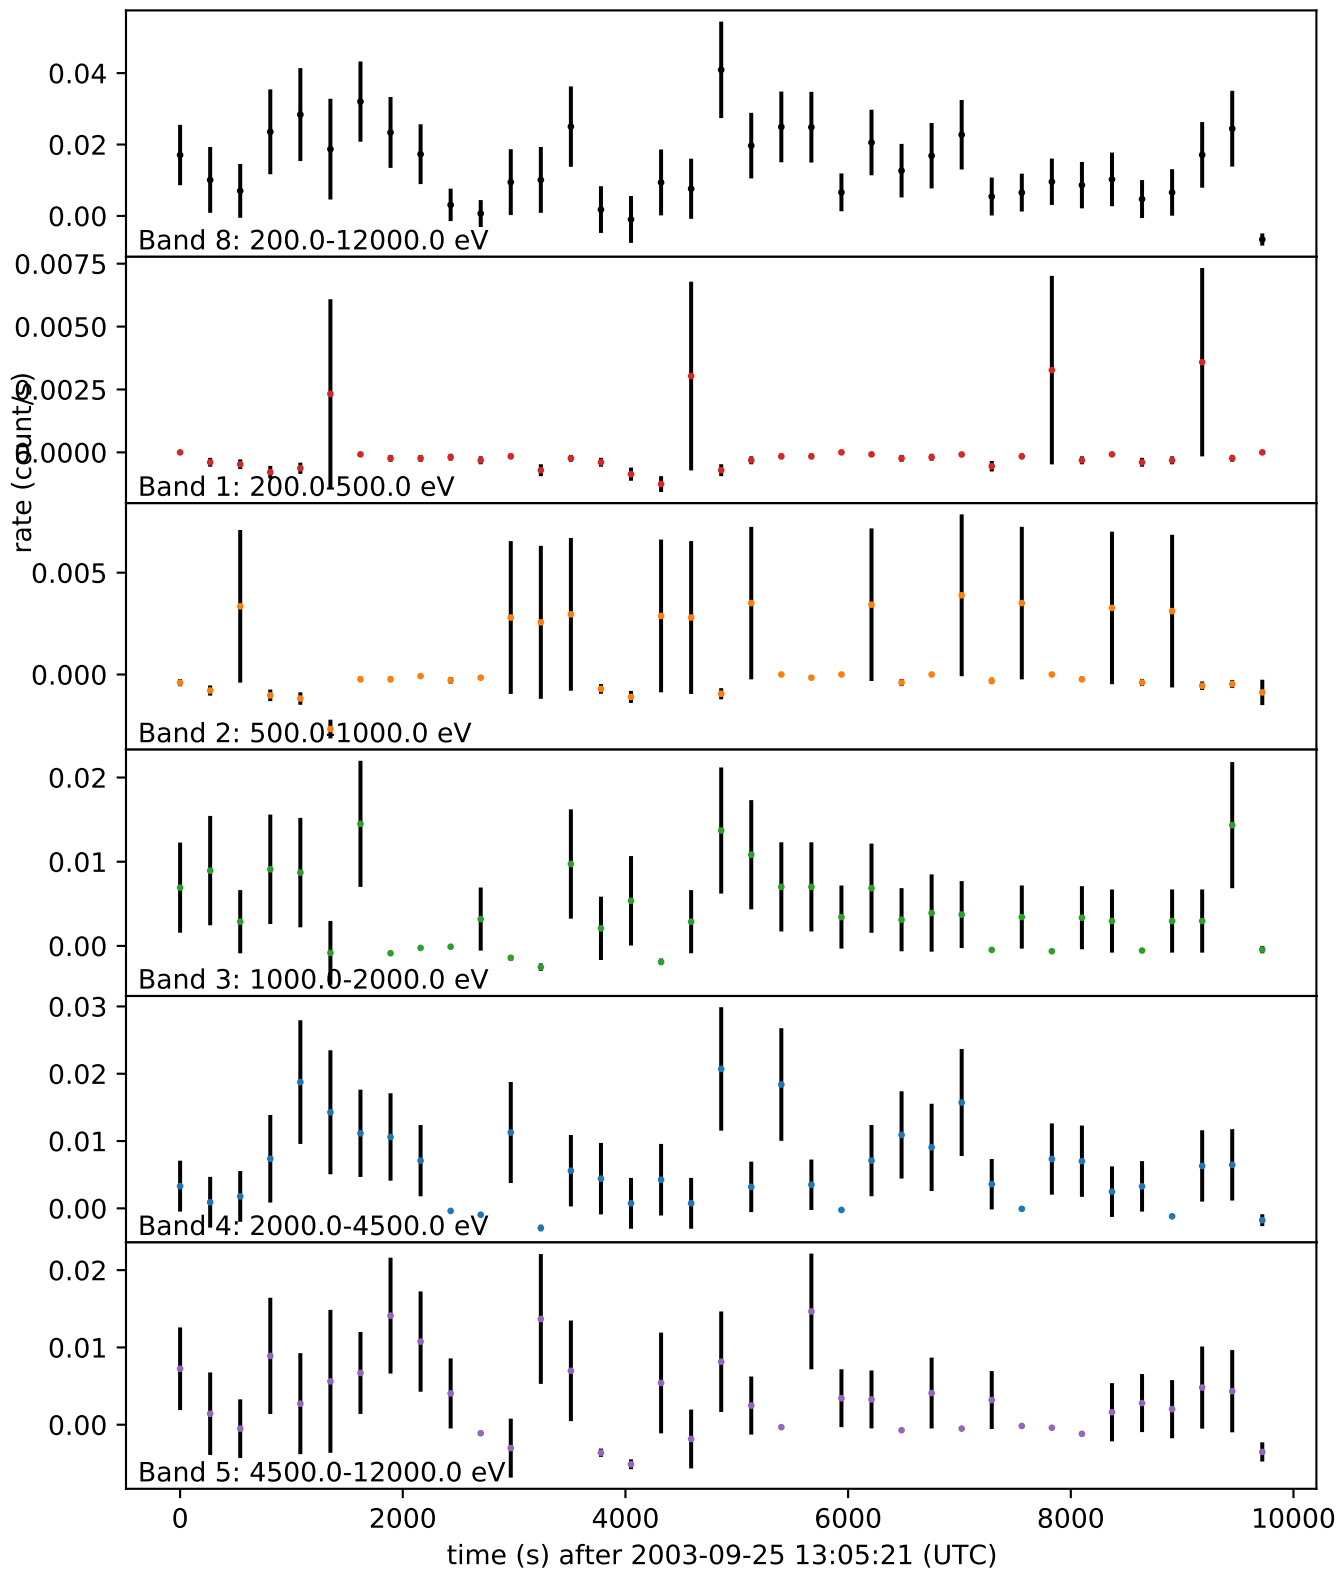 0.04
0.02
0.00
Band 8: 200.0-12000.0 eV
0.0075
0.0050
0.0025
0.0000
Band 1: 200.0-500.0 eV
rate (count/s)
0.005
0.000
Band 2: 500.0-1000.0 eV
0.02
0.01
0.00
Band 3: 1000.0-2000.0 eV
0.03
0.02
0.01
0.00
Band 4: 2000.0-4500.0 eV
0.02
0.01
0.00
Band 5: 4500.0-12000.0 eV
0 2000 4000 6000 8000 10000
time (s) after 2003-09-25 13:05:21 (UTC)